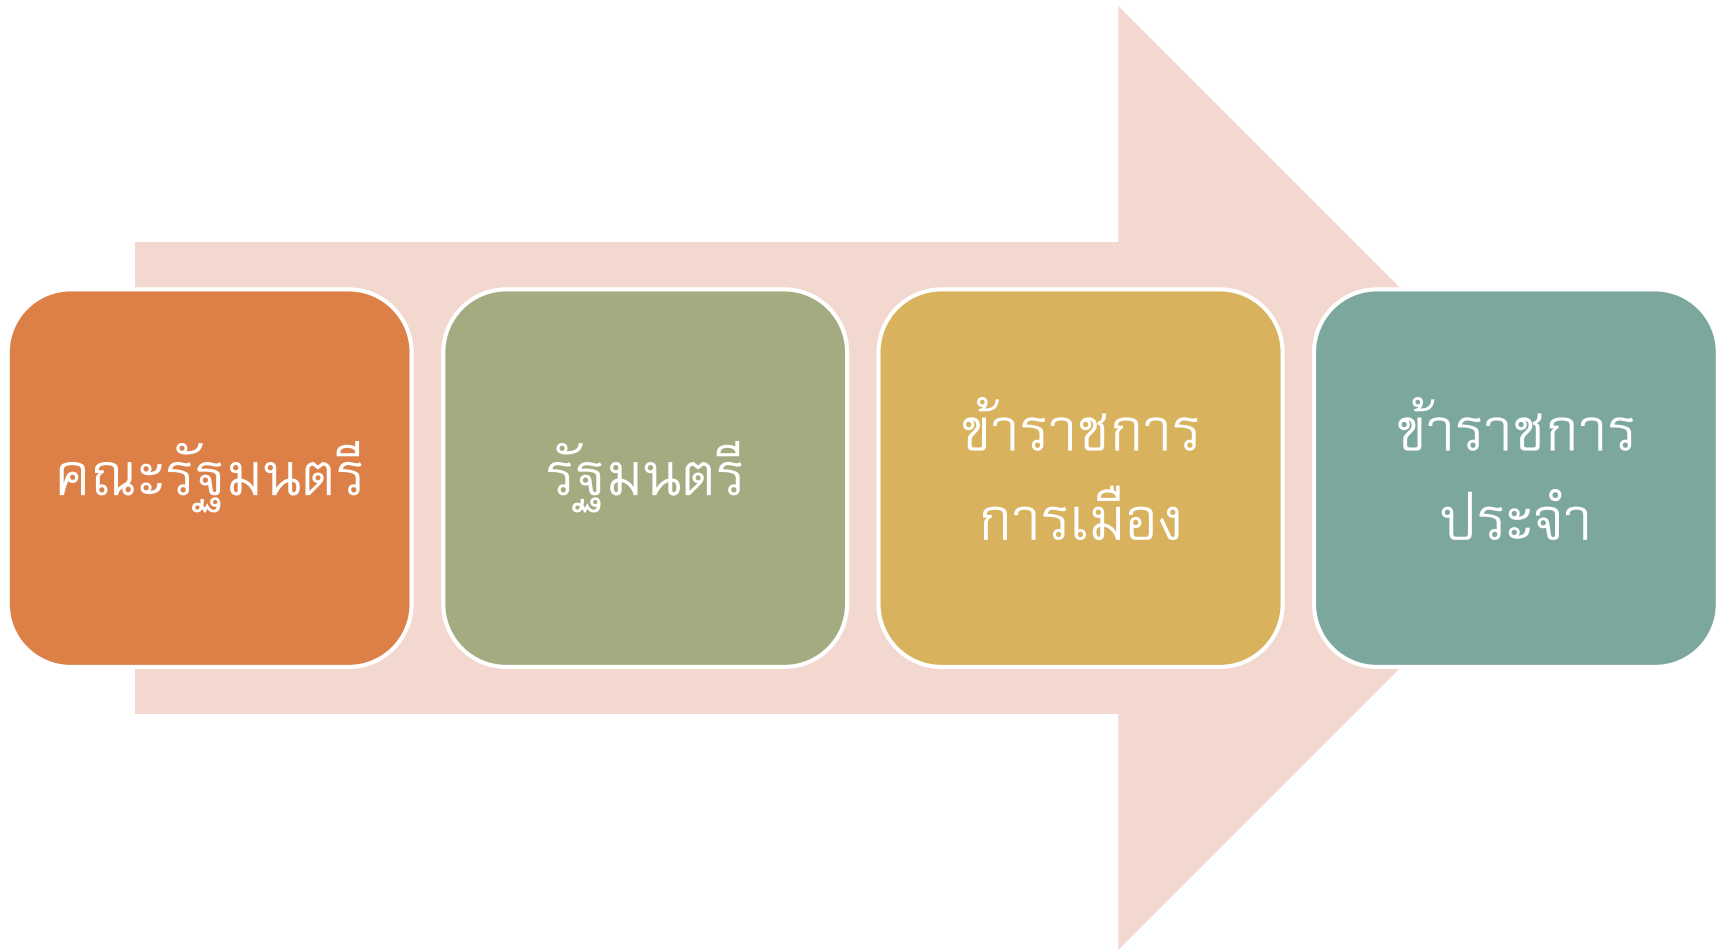 คณะรัฐมนตรี
รัฐมนตรี
ข้าราชการ
การเมือง
ข้าราชการ
ประจำ